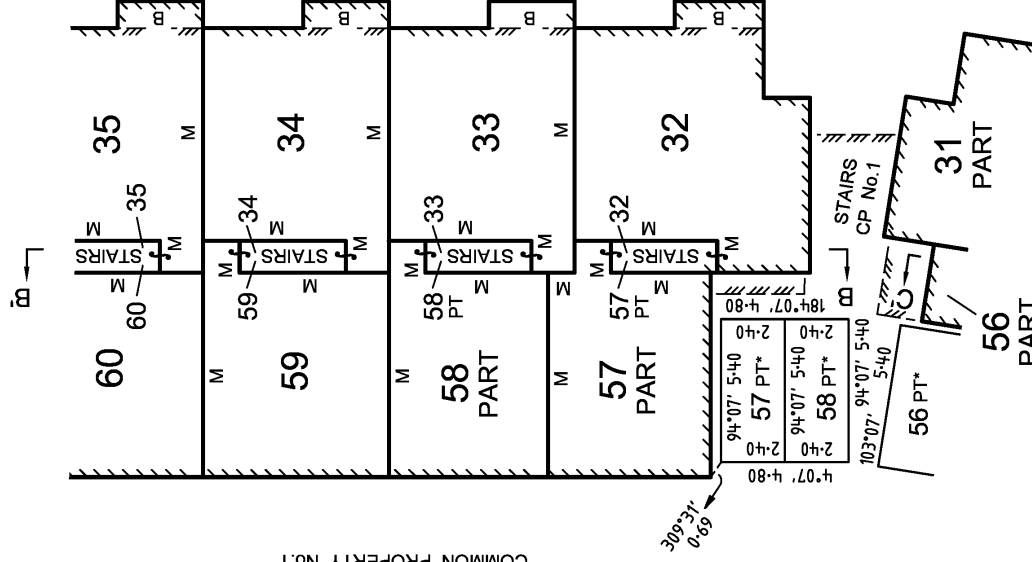 B B B B
35 34 33 32
M M M
31
PART
STAIRS
CP No.1
35 34 33 32
M M M M
STAIRS STAIRS STAIRS STAIRS
M M M M M M M
B' B
M M M M M
60 59 58
PT
57
PT
C'
184°07' 4·80
56
PART
60 59 58
PART
57
PART
M M M
2·40 2·40
94°07' 5·40
57 PT*
94°07' 5·40
58 PT*
94°07' 5·40
2·40 2·40
4°07' 4·80
103°07' 5·40
56 PT*
309°31'
0·69
COMMON PROPERTY No.1